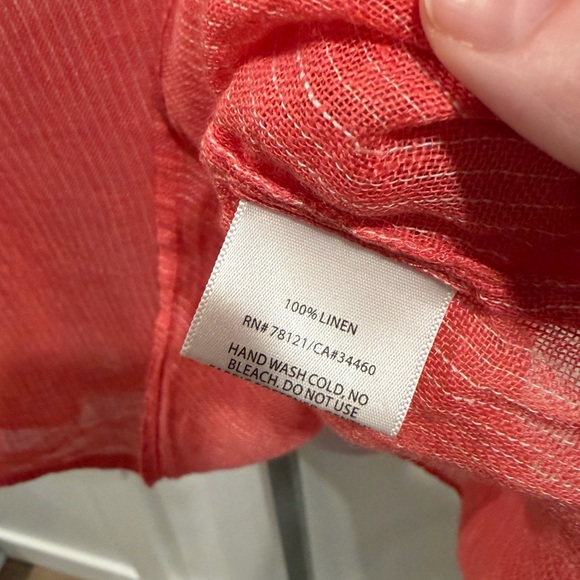 100% LINEN
RN# 78121/CA#34460
HAND WASH COLD, NO
BLEACH. DO NOT USE